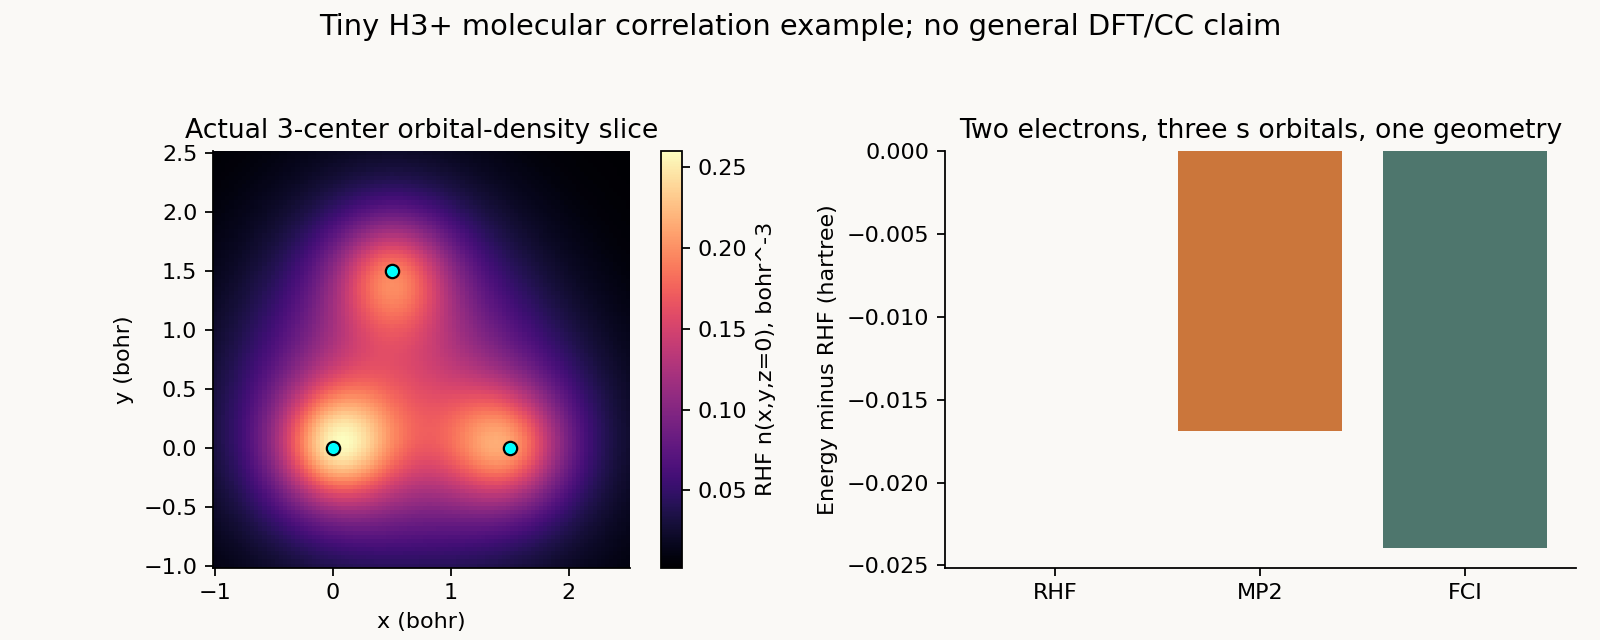 Tiny H3+ molecular correlation example; no general DFT/CC claim
Actual 3-center orbital-density slice
2.5
2.0
1.5
1.0
0.5
0.0
−0.5
−1.0
y (bohr)
−1
0
1
2
x (bohr)
0.25
0.20
0.15
0.10
0.05
RHF n(x,y,z=0), bohr^-3
Two electrons, three s orbitals, one geometry
0.000
−0.005
−0.010
−0.015
−0.020
−0.025
Energy minus RHF (hartree)
RHF
MP2
FCI